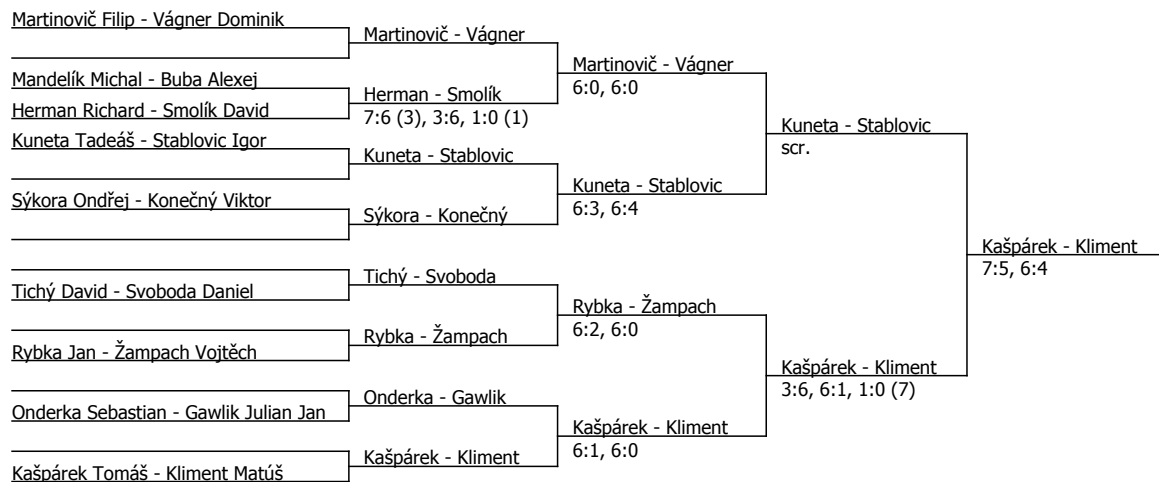 Martinovič Filip - Vágner Dominik
Mandelík Michal - Buba Alexej
Herman Richard - Smolík David
Kuneta Tadeáš - Stablovic Igor
Sýkora Ondřej - Konečný Viktor
Tichý David - Svoboda Daniel
Rybka Jan - Žampach Vojtěch
Onderka Sebastian - Gawlik Julian Jan
Kašpárek Tomáš - Kliment Matúš
Martinovič - Vágner
Herman - Smolík
7:6 (3), 3:6, 1:0 (1)
Kuneta - Stablovic
Sýkora - Konečný
Tichý - Svoboda
Rybka - Žampach
Onderka - Gawlik
Kašpárek - Kliment
Martinovič - Vágner
6:0, 6:0
Kuneta - Stablovic
6:3, 6:4
Rybka - Žampach
6:2, 6:0
Kašpárek - Kliment
6:1, 6:0
Kuneta - Stablovic
scr.
Kašpárek - Kliment
3:6, 6:1, 1:0 (7)
Kašpárek - Kliment
7:5, 6:4